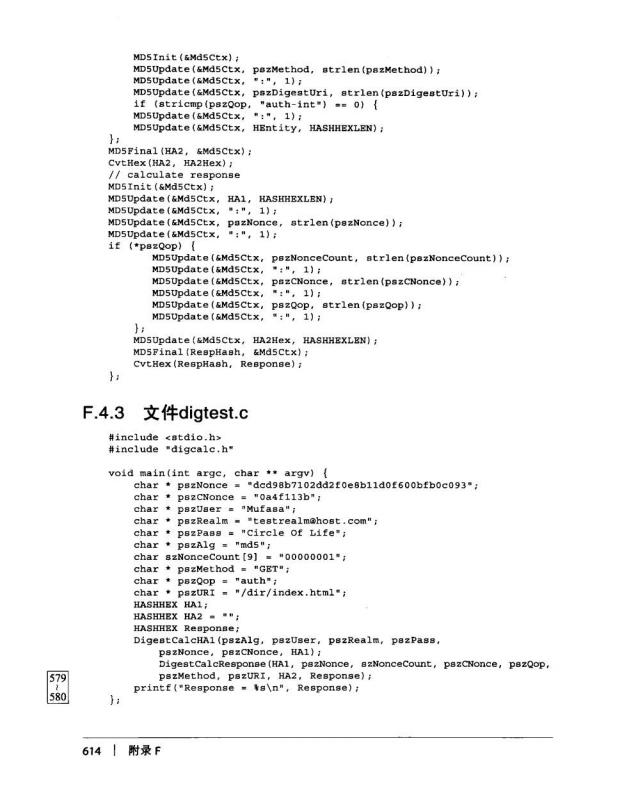 MD5Init(&Md5Ctx);
MD5Update(&Md5Ctx, pszMethod, strlen(pszMethod));
MD5Update(&Md5Ctx, ":", 1);
MD5Update(&Md5Ctx, pszDigestUri, strlen(pszDigestUri));
if (stricmp(pszQop, "auth-int") == 0) {
MD5Update(&Md5Ctx, ":", 1);
MD5Update(&Md5Ctx, HEntity, HASHHEXLEN);
};
MD5Final(HA2, &Md5Ctx);
CvtHex(HA2, HA2Hex);
// calculate response
MD5Init(&Md5Ctx);
MD5Update(&Md5Ctx, HA1, HASHHEXLEN);
MD5Update(&Md5Ctx, ":", 1);
MD5Update(&Md5Ctx, pszNonce, strlen(pszNonce));
MD5Update(&Md5Ctx, ":", 1);
if (*pszQop) {
MD5Update(&Md5Ctx, pszNonceCount, strlen(pszNonceCount));
MD5Update(&Md5Ctx, ":", 1);
MD5Update(&Md5Ctx, pszCNonce, strlen(pszCNonce));
MD5Update(&Md5Ctx, ":", 1);
MD5Update(&Md5Ctx, pszQop, strlen(pszQop));
MD5Update(&Md5Ctx, ":", 1);
};
MD5Update(&Md5Ctx, HA2Hex, HASHHEXLEN);
MD5Final(RespHash, &Md5Ctx);
CvtHex(RespHash, Response);
};
F.4.3 文件digtest.c
#include <stdio.h>
#include "digcalc.h"
void main(int argc, char ** argv) {
char * pszNonce = "dcd98b7102dd2f0e8b11d0f600bfb0c093";
char * pszCNonce = "0a4f113b";
char * pszUser = "Mufasa";
char * pszRealm = "testrealm@host.com";
char * pszPass = "Circle Of Life";
char * pszAlg = "md5";
char szNonceCount[9] = "00000001";
char * pszMethod = "GET";
char * pszQop = "auth";
char * pszURI = "/dir/index.html";
HASHHEX HA1;
HASHHEX HA2 = "";
HASHHEX Response;
DigestCalcHA1(pszAlg, pszUser, pszRealm, pszPass,
pszNonce, pszCNonce, HA1);
DigestCalcResponse(HA1, pszNonce, szNonceCount, pszCNonce, pszQop,
pszMethod, pszURI, HA2, Response);
printf("Response = %s\n", Response);
};
579
≀
580
614 | 附录 F